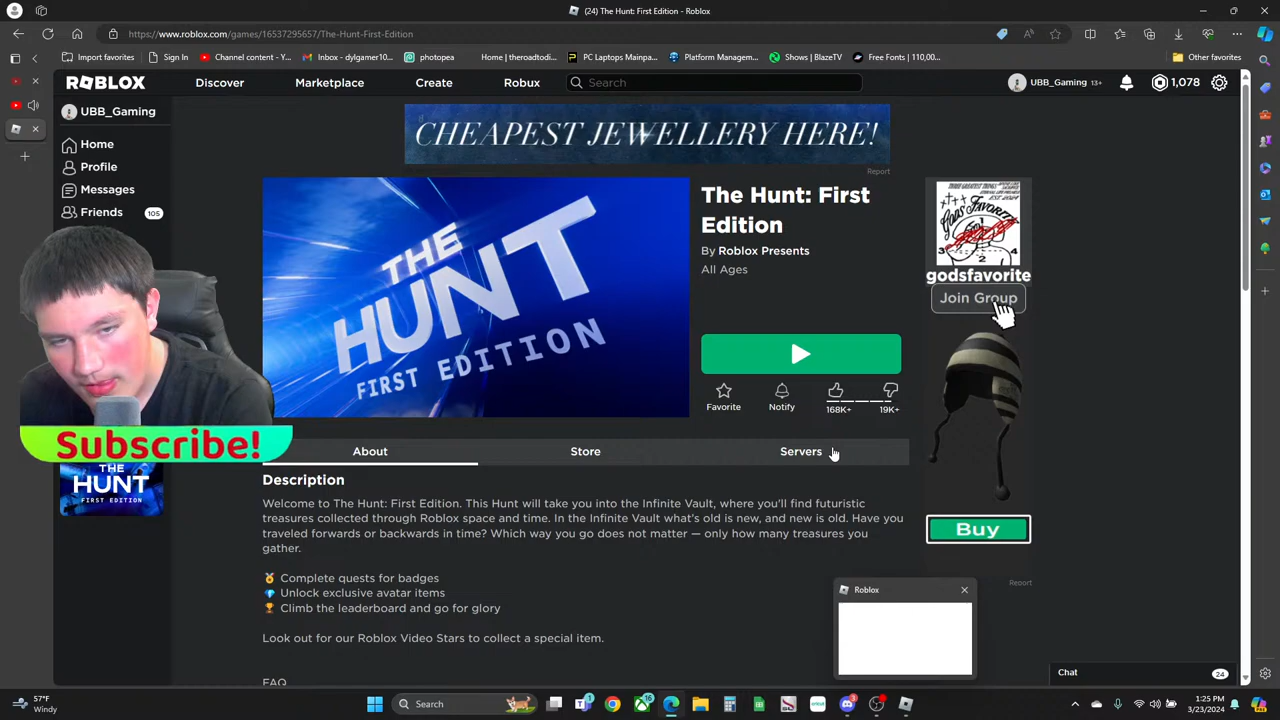 (24) The Hunt: First Edition - Roblox
https://www.roblox.com/games/16537295657/The-Hunt-First-Edition
Import favorites
Sign In
Channel content - Y...
Inbox - dylgamer10...
photopea
Home | theroadtodi...
PC Laptops Mainpa...
Platform Managem...
Shows | BlazeTV
Free Fonts | 110,00...
Other favorites
ROBLOX
Discover
Marketplace
Create
Robux
Search
UBB_Gaming 13+
1,078
UBB_Gaming
Home
Profile
Messages
Friends
105
CHEAPEST JEWELLERY HERE!
Report
THE
HUNT
FIRST EDITION
The Hunt: First
Edition
By Roblox Presents
All Ages
Favorite
Notify
168K+
19K+
GODS FAVORITE
godsfavorite
Join Group
Buy
Report
Subscribe!
THE
HUNT
FIRST EDITION
About
Store
Servers
Description
Welcome to The Hunt: First Edition. This Hunt will take you into the Infinite Vault, where you'll find futuristic
treasures collected through Roblox space and time. In the Infinite Vault what's old is new, and new is old. Have you
traveled forwards or backwards in time? Which way you go does not matter — only how many treasures you
gather.
Complete quests for badges
Unlock exclusive avatar items
Climb the leaderboard and go for glory
Look out for our Roblox Video Stars to collect a special item.
FAQ
Roblox
Chat
24
57°F
Windy
Search
1
16
3
1:25 PM
3/23/2024